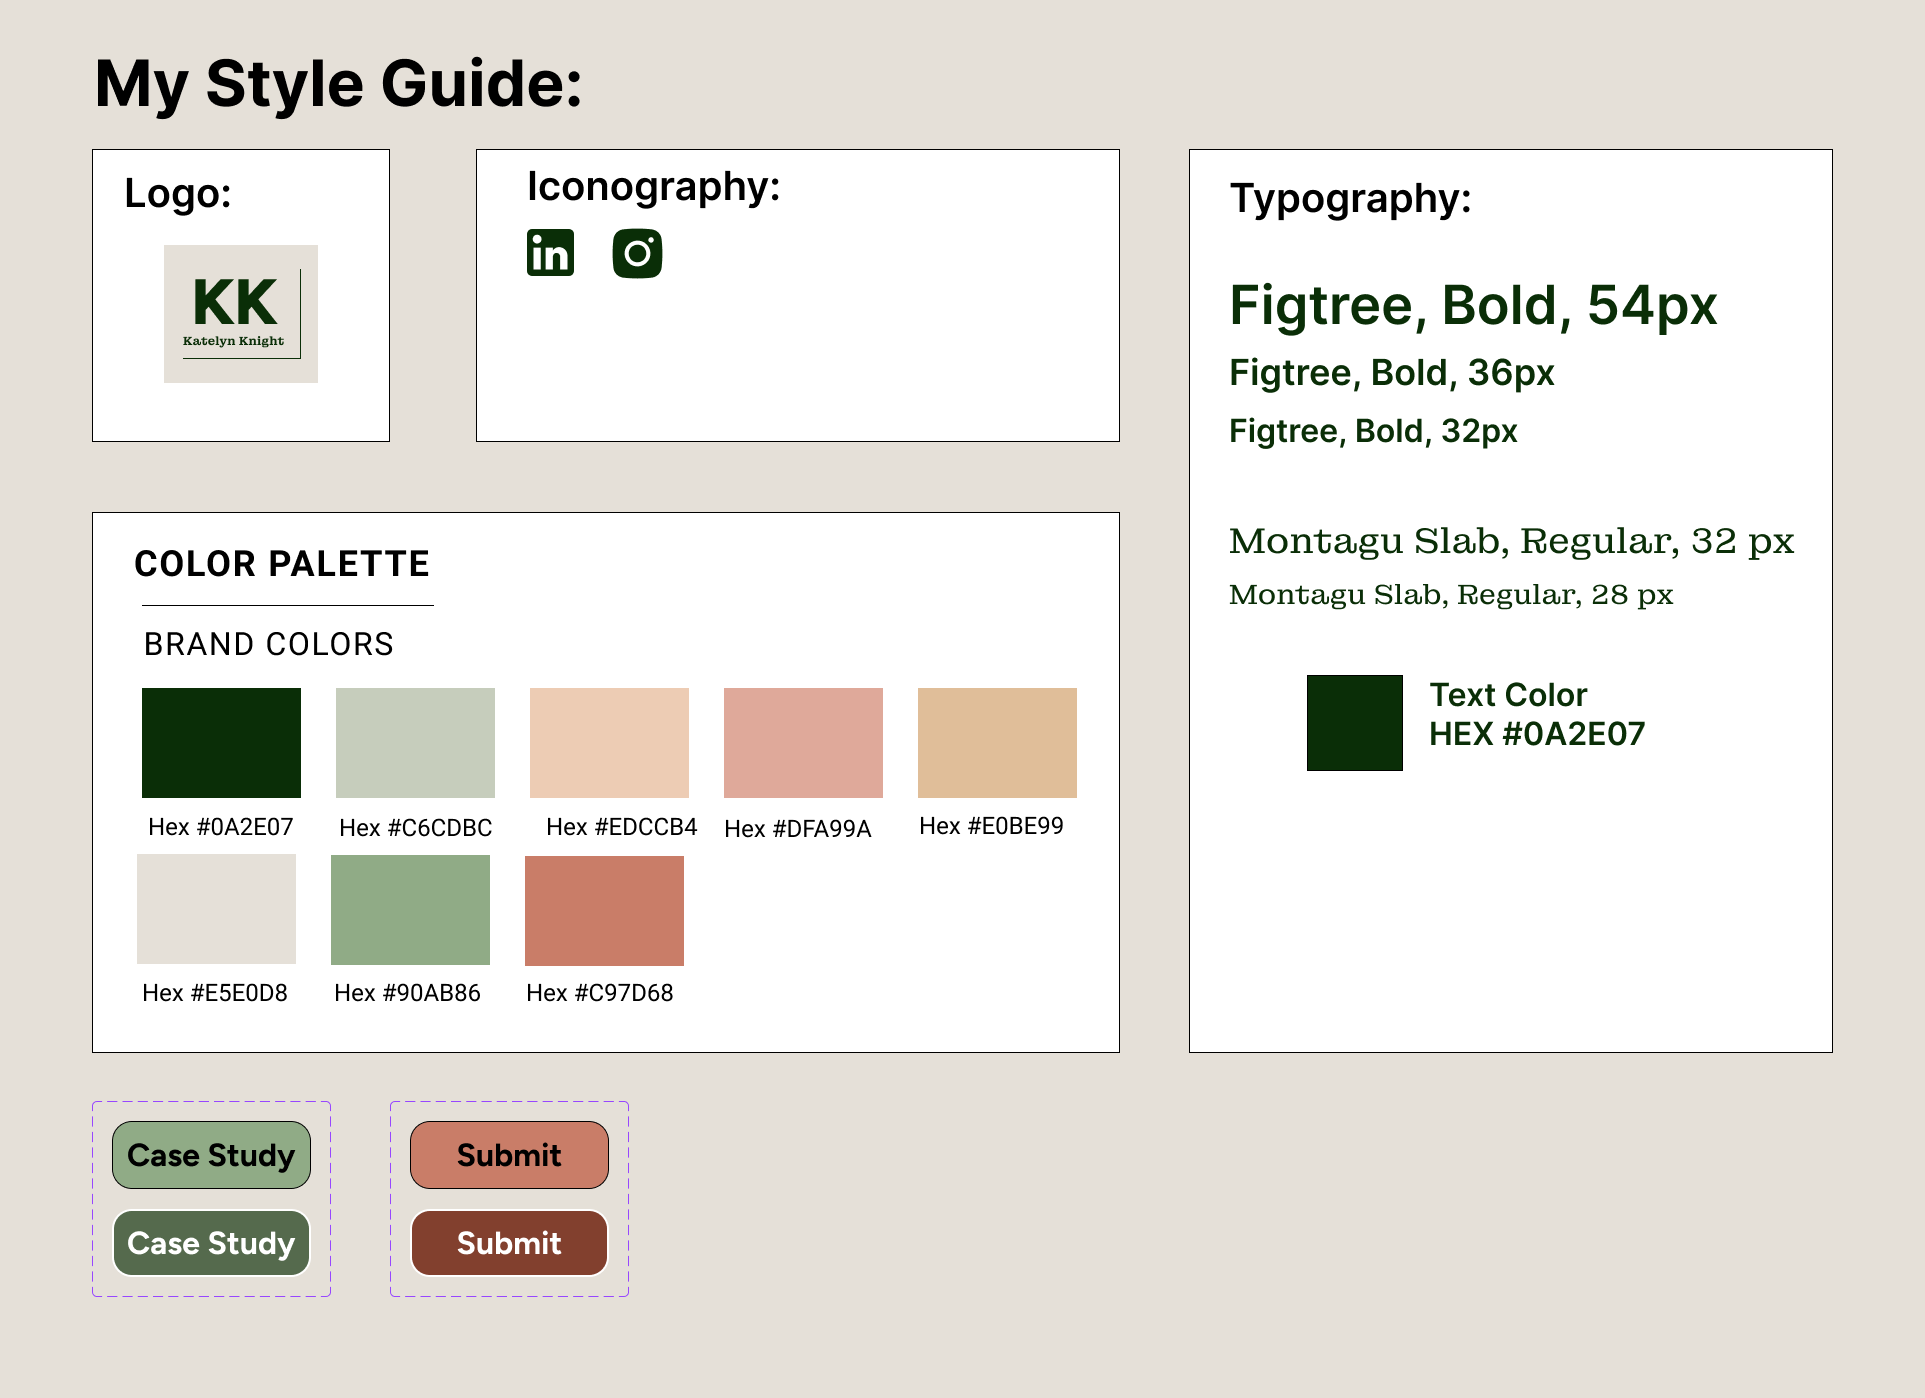 My Style Guide:
Logo:
KK
Katelyn Knight
Iconography:
in
Typography:
Figtree, Bold, 54px
Figtree, Bold, 36px
Figtree, Bold, 32px
Montagu Slab, Regular, 32 px
Montagu Slab, Regular, 28 px
Text Color
HEX #0A2E07
COLOR PALETTE
BRAND COLORS
Hex #0A2E07
Hex #C6CDBC
Hex #EDCCB4
Hex #DFA99A
Hex #E0BE99
Hex #E5E0D8
Hex #90AB86
Hex #C97D68
Case Study
Submit
Case Study
Submit